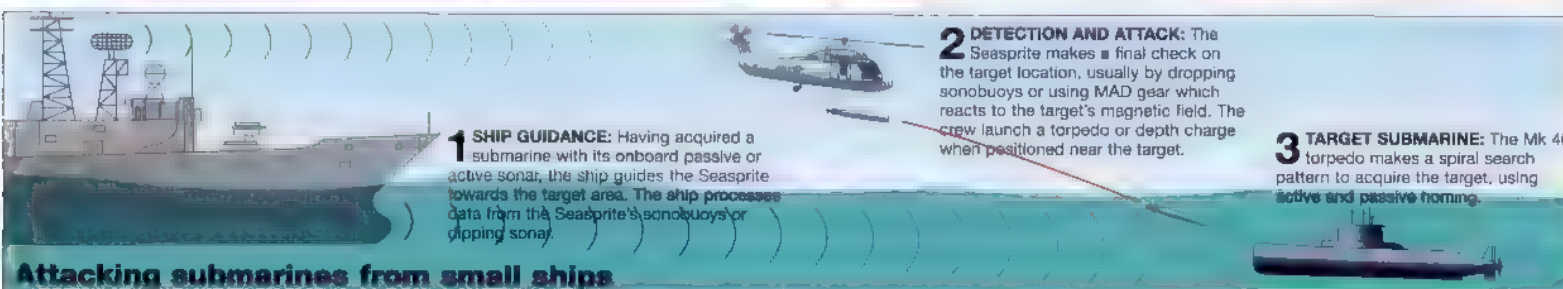 1 SHIP GUIDANCE: Having acquired a
submarine with its onboard passive or
active sonar, the ship guides the Seasprite
towards the target area. The ship processes
data from the Seasprite's sonobuoys or
dipping sonar.
2 DETECTION AND ATTACK: The
Seasprite makes a final check on
the target location, usually by dropping
sonobuoys or using MAD gear which
reacts to the target's magnetic field. The
crew launch a torpedo or depth charge
when positioned near the target.
3 TARGET SUBMARINE: The Mk 46
torpedo makes a spiral search
pattern to acquire the target, using
active and passive homing.
Attacking submarines from small ships